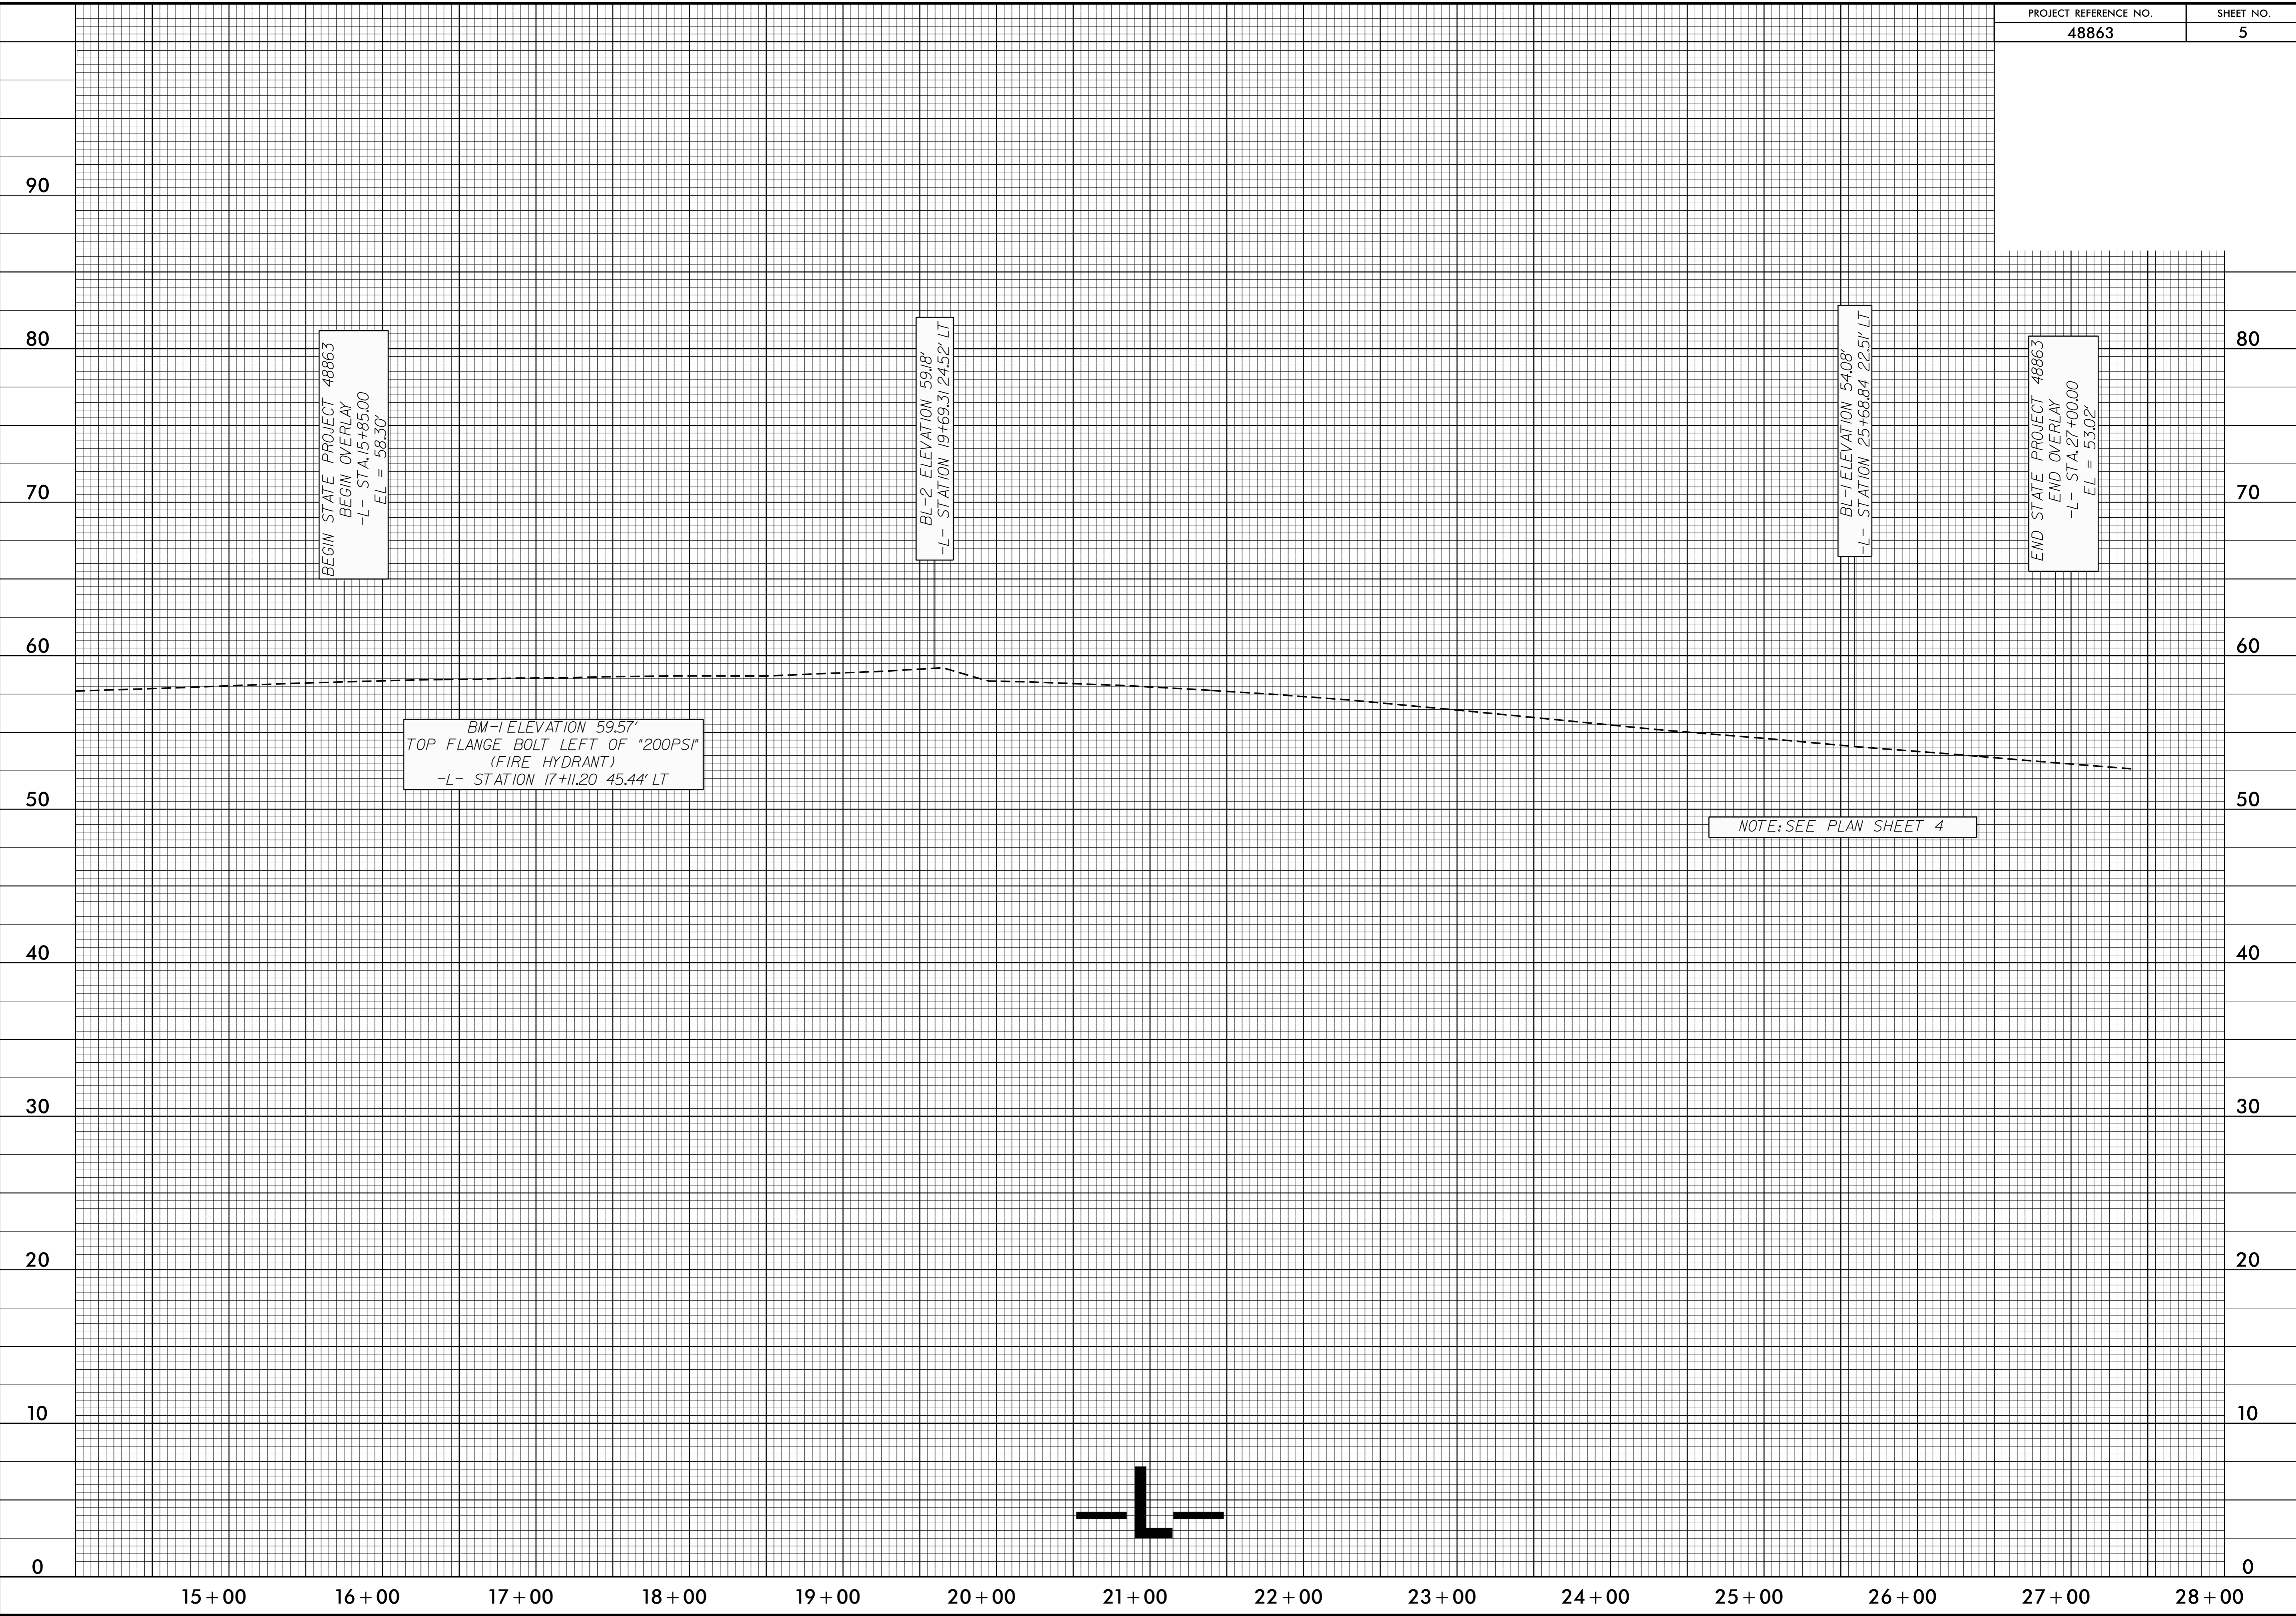 PROJECT REFERENCE NO. SHEET NO.
48863 5
90
80 80
70 70
60 60
50 50
40 40
30 30
20 20
10 10
0 0
BEGIN STATE PROJECT 48863
BEGIN OVERLAY
-L- STA.15+85.00
EL = 58.30'
BL-2 ELEVATION 59.18'
-L- STATION 19+69.31 24.52' LT
BL-1 ELEVATION 54.08'
-L- STATION 25+68.84 22.51' LT
END STATE PROJECT 48863
END OVERLAY
-L- STA.27+00.00
EL = 53.02'
BM-1 ELEVATION 59.57'
TOP FLANGE BOLT LEFT OF "200PSI"
(FIRE HYDRANT)
-L- STATION 17+11.20 45.44' LT
NOTE: SEE PLAN SHEET 4
-L-
15+00 16+00 17+00 18+00 19+00 20+00 21+00 22+00 23+00 24+00 25+00 26+00 27+00 28+00